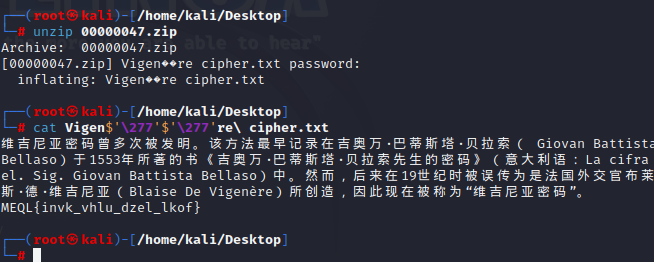 ┌──(root㉿kali)-[/home/kali/Desktop]
└─# unzip 00000047.zip
Archive:  00000047.zip
[00000047.zip] Vigen��re cipher.txt password:
  inflating: Vigen��re cipher.txt
┌──(root㉿kali)-[/home/kali/Desktop]
└─# cat Vigen$'\277'$'\277're\ cipher.txt
维吉尼亚密码曾多次被发明。该方法最早记录在吉奥万·巴蒂斯塔·贝拉索( Giovan Battista
Bellaso)于1553年所著的书《吉奥万·巴蒂斯塔·贝拉索先生的密码》(意大利语:La cifra
el. Sig. Giovan Battista Bellaso)中。然而,后来在19世纪时被误传为是法国外交官布莱
斯·德·维吉尼亚(Blaise De Vigenère)所创造,因此现在被称为“维吉尼亚密码”。
MEQL{invk_vhlu_dzel_lkof}
┌──(root㉿kali)-[/home/kali/Desktop]
└─#